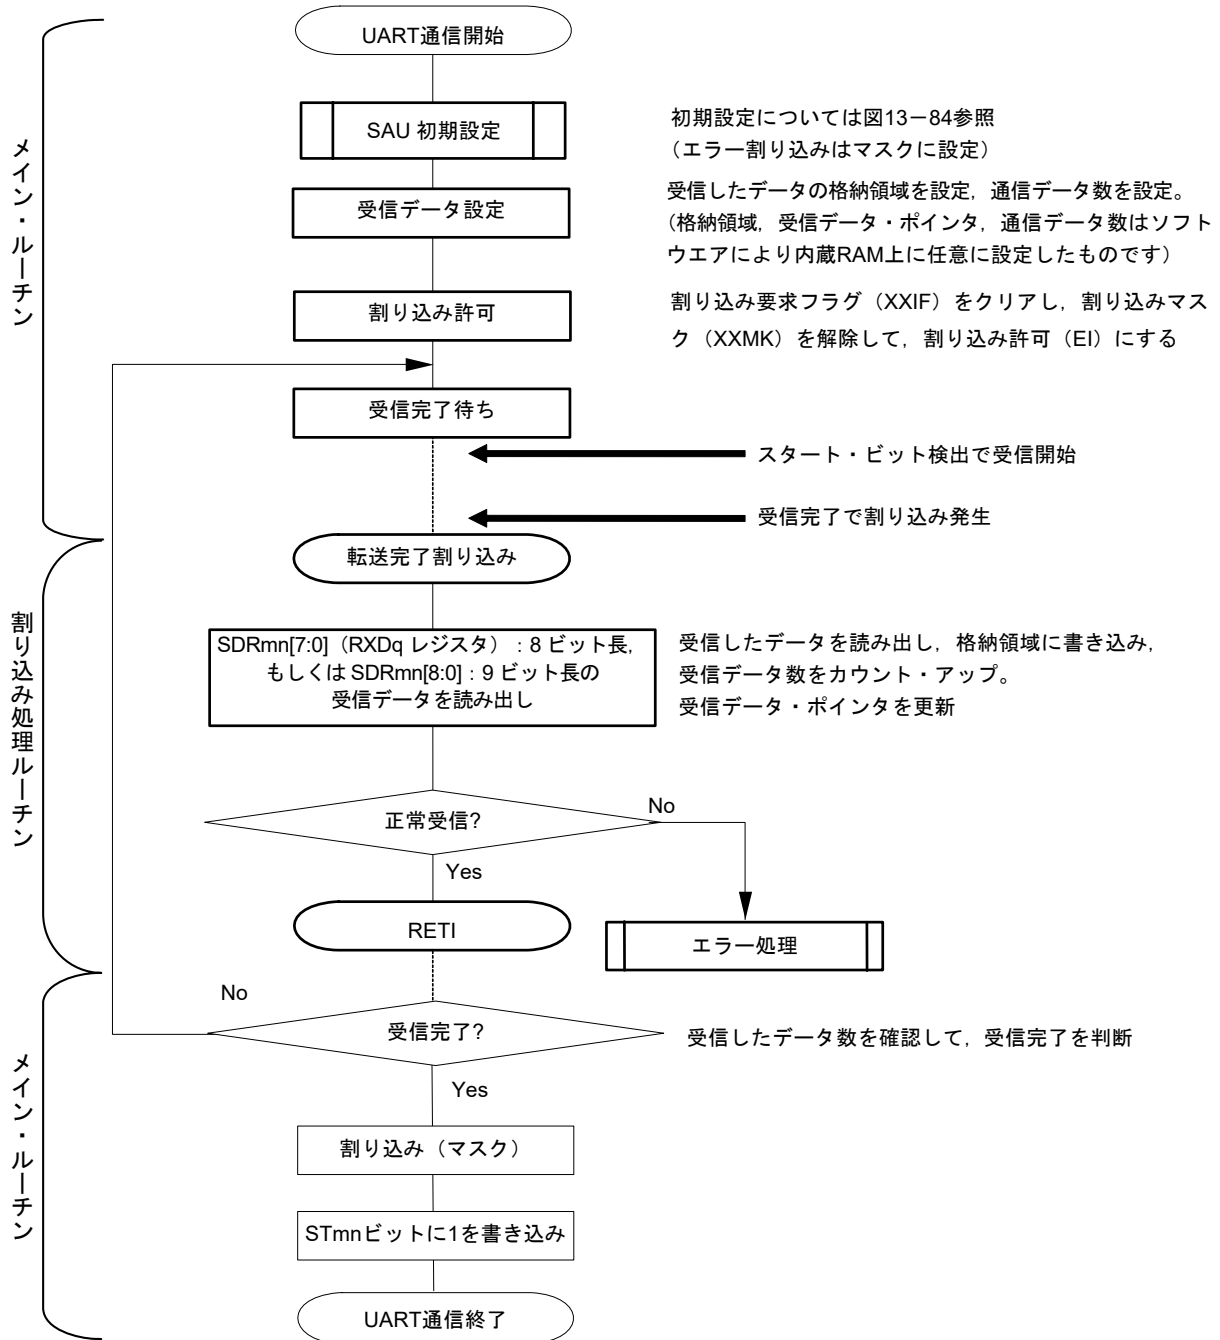 UART通信開始
SAU 初期設定
初期設定については図13－84参照
（エラー割り込みはマスクに設定）
受信データ設定
受信したデータの格納領域を設定，通信データ数を設定。
（格納領域，受信データ・ポインタ，通信データ数はソフト
ウエアにより内蔵RAM上に任意に設定したものです）
メイン・ルーチン
割り込み許可
割り込み要求フラグ（XXIF）をクリアし，割り込みマス
ク（XXMK）を解除して，割り込み許可（EI）にする
受信完了待ち
スタート・ビット検出で受信開始
受信完了で割り込み発生
転送完了割り込み
SDRmn[7:0]（RXDq レジスタ）：8 ビット長，
もしくは SDRmn[8:0]：9 ビット長の
受信データを読み出し
受信したデータを読み出し，格納領域に書き込み，
受信データ数をカウント・アップ。
受信データ・ポインタを更新
割り込み処理ルーチン
正常受信?
No
Yes
RETI
エラー処理
No
受信完了?
受信したデータ数を確認して，受信完了を判断
Yes
メイン・ルーチン
割り込み（マスク）
STmnビットに1を書き込み
UART通信終了